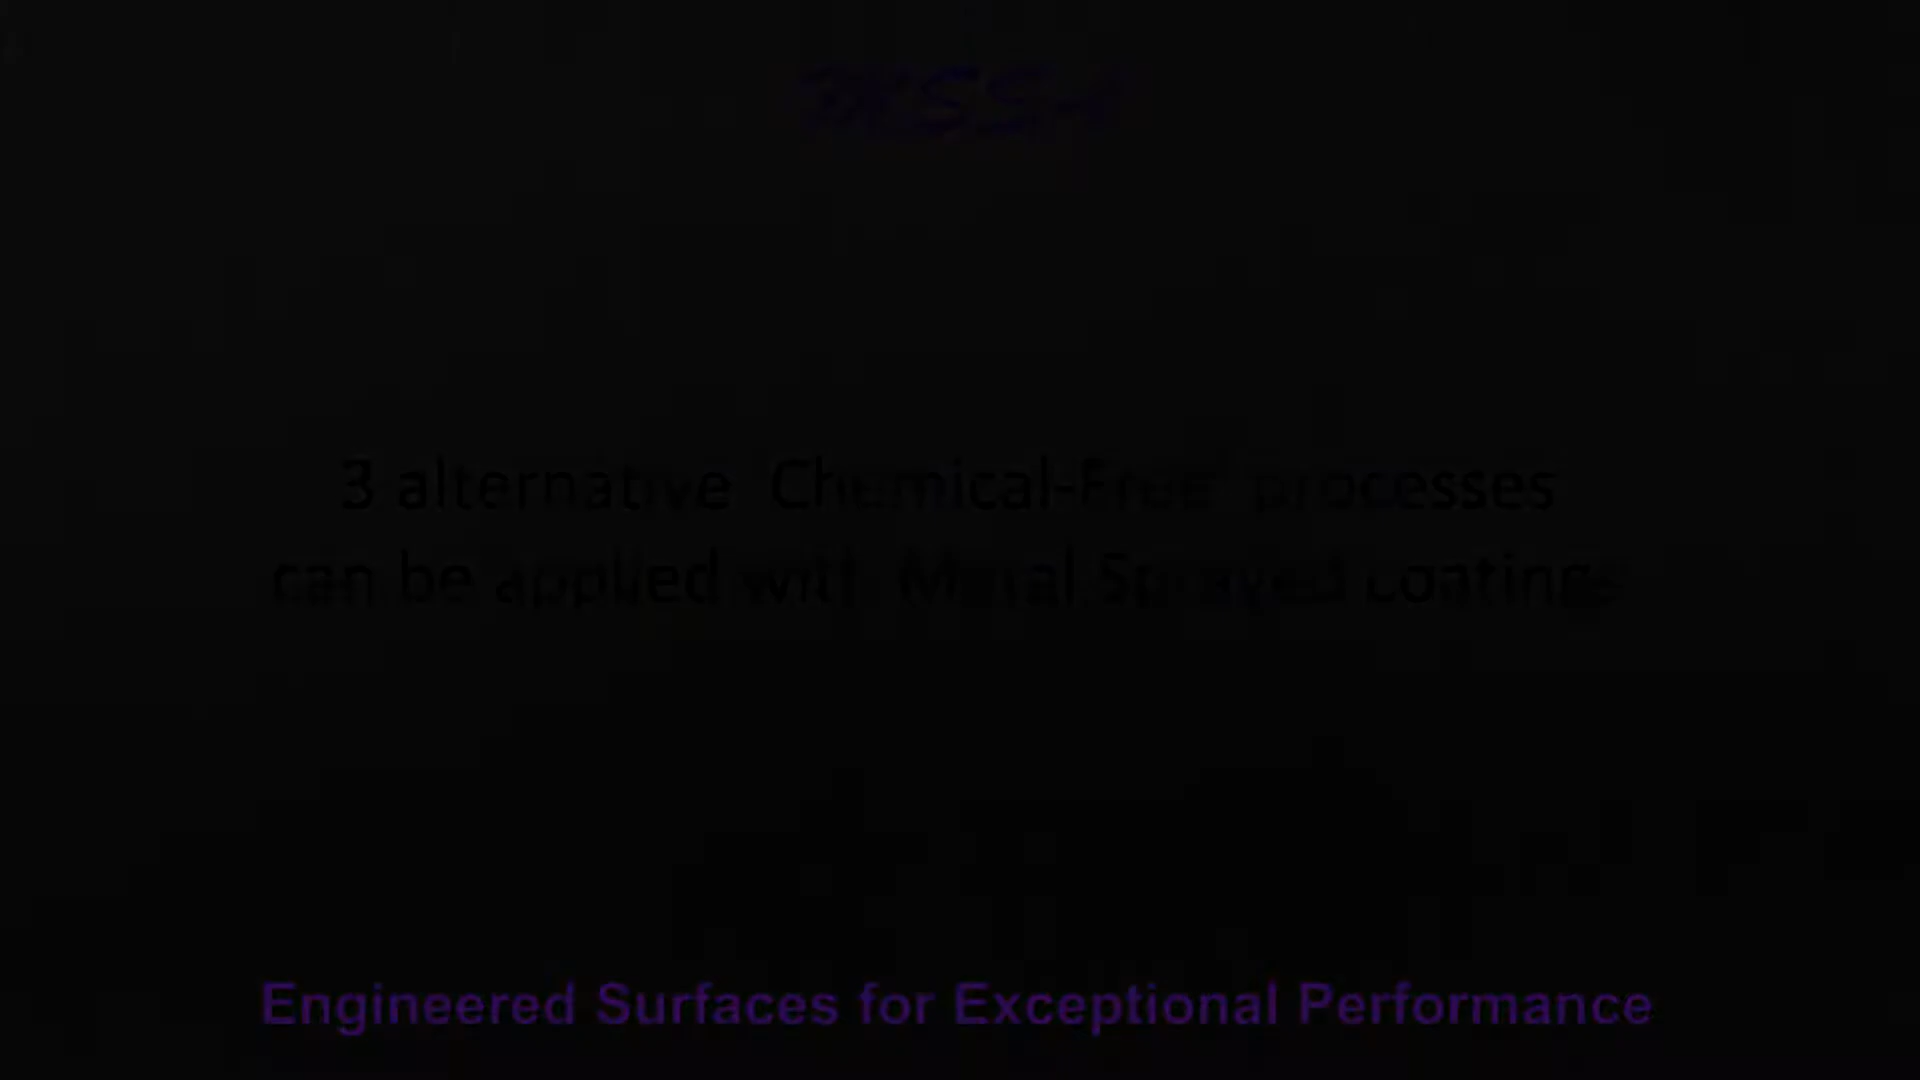 3 alternative Chemical-Free processes
can be applied with Metal Sprayed coatings
Engineered Surfaces for Exceptional Performance